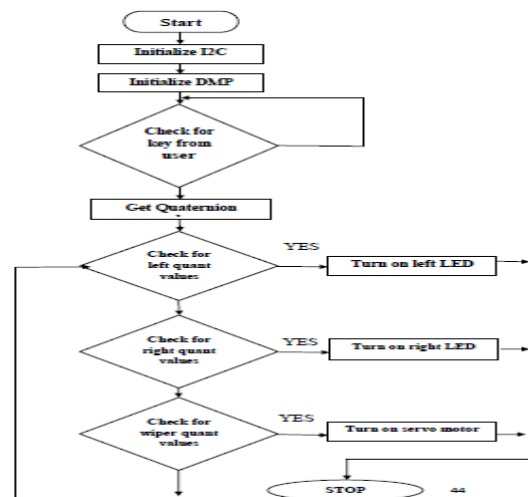 Start
Initialize I2C
Initialize DMP
Check for
key from
user
Get Quaternion
Check for
left quant
values
YES
Turn on left LED
Check for
right quant
values
YES
Turn on right LED
Check for
wiper quant
values
YES
Turn on servo motor
STOP
44